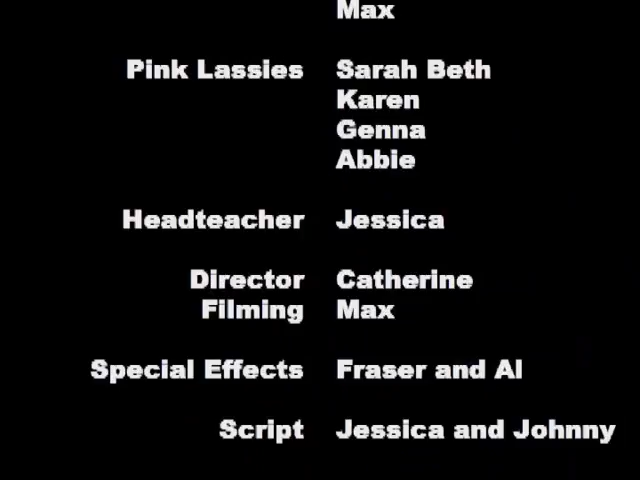 Max
Pink Lassies Sarah Beth
Karen
Genna
Abbie
Headteacher Jessica
Director Catherine
Filming Max
Special Effects Fraser and Al
Script Jessica and Johnny